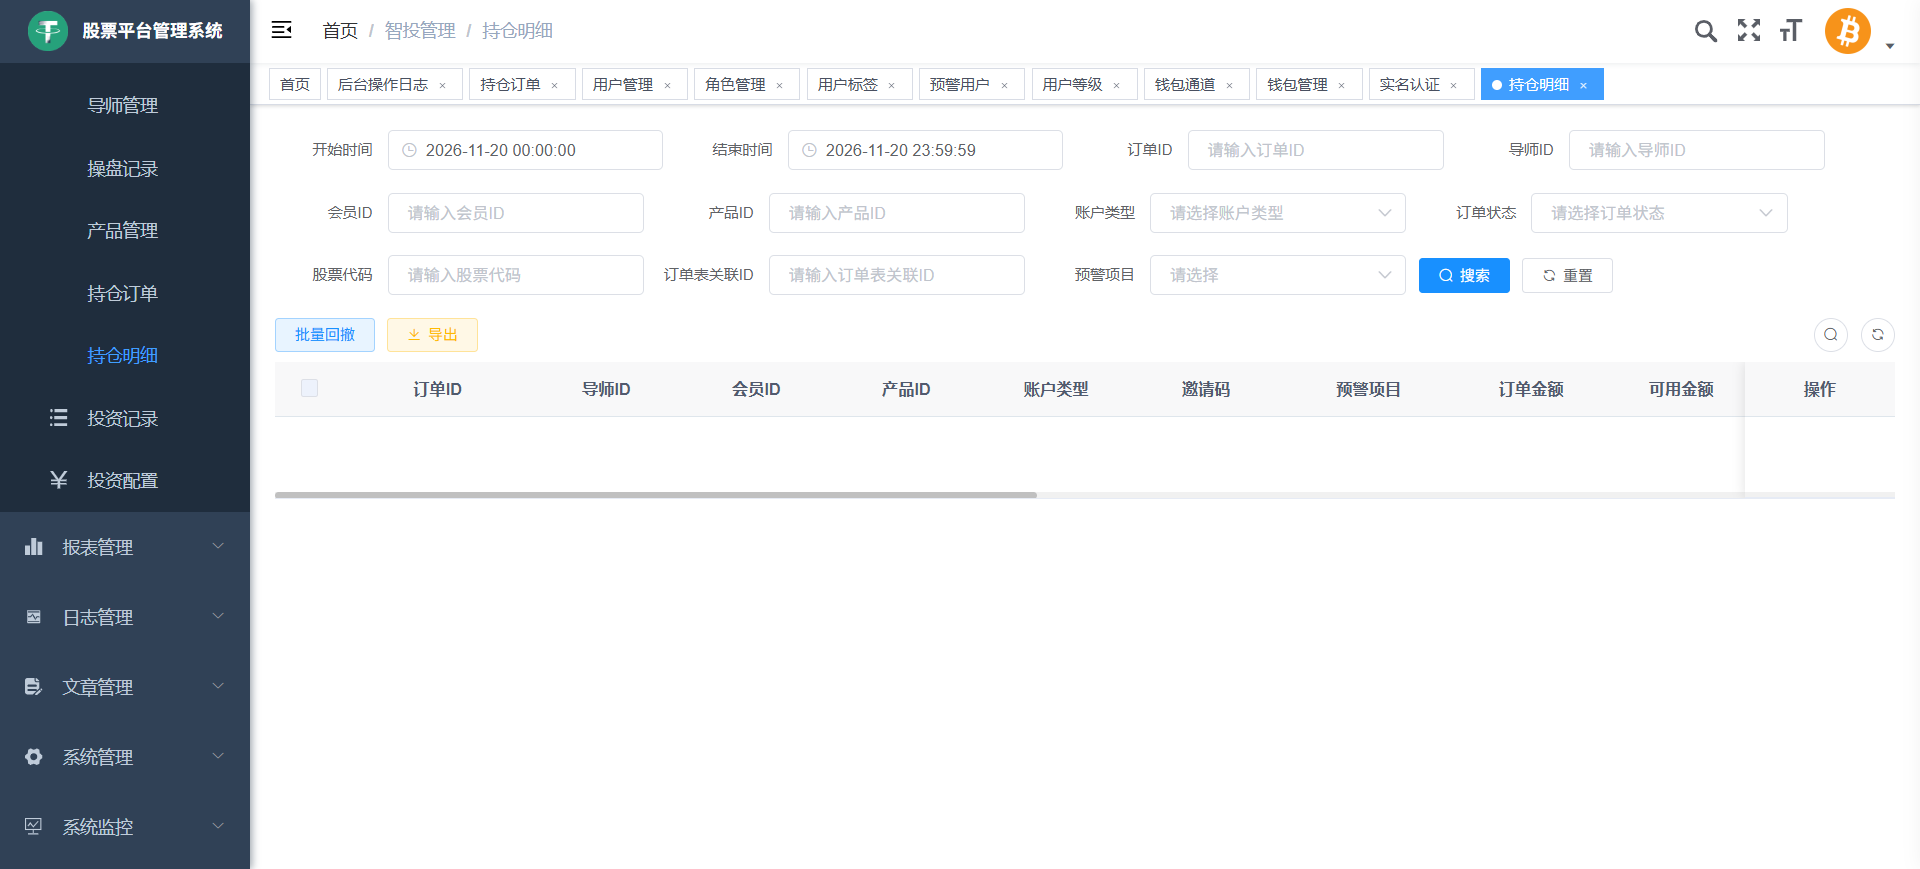 股票平台管理系统
首页 / 智投管理 / 持仓明细
首页 后台操作日志 × 持仓订单 × 用户管理 × 角色管理 × 用户标签 × 预警用户 × 用户等级 × 钱包通道 × 钱包管理 × 实名认证 × 持仓明细 ×
导师管理
操盘记录
产品管理
持仓订单
持仓明细
投资记录
投资配置
报表管理
日志管理
文章管理
系统管理
系统监控
开始时间 2026-11-20 00:00:00 结束时间 2026-11-20 23:59:59 订单ID 请输入订单ID 导师ID 请输入导师ID
会员ID 请输入会员ID 产品ID 请输入产品ID 账户类型 请选择账户类型 订单状态 请选择订单状态
股票代码 请输入股票代码 订单表关联ID 请输入订单表关联ID 预警项目 请选择 搜索 重置
批量回撤 导出
订单ID 导师ID 会员ID 产品ID 账户类型 邀请码 预警项目 订单金额 可用金额 操作